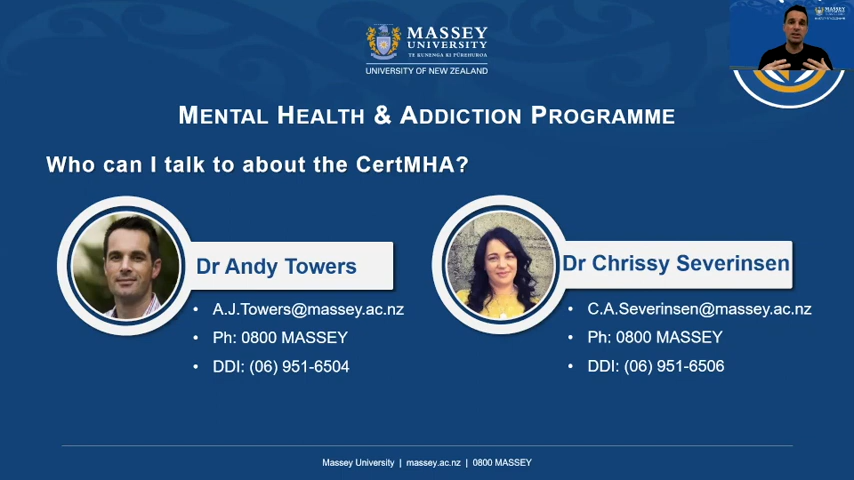 MASSEY
UNIVERSITY
TE KUNENGA KI PŪREHUROA
UNIVERSITY OF NEW ZEALAND
MENTAL HEALTH & ADDICTION PROGRAMME
Who can I talk to about the CertMHA?
Dr Andy Towers
• A.J.Towers@massey.ac.nz
• Ph: 0800 MASSEY
• DDI: (06) 951-6504
Dr Chrissy Severinsen
• C.A.Severinsen@massey.ac.nz
• Ph: 0800 MASSEY
• DDI: (06) 951-6506
Massey University | massey.ac.nz | 0800 MASSEY